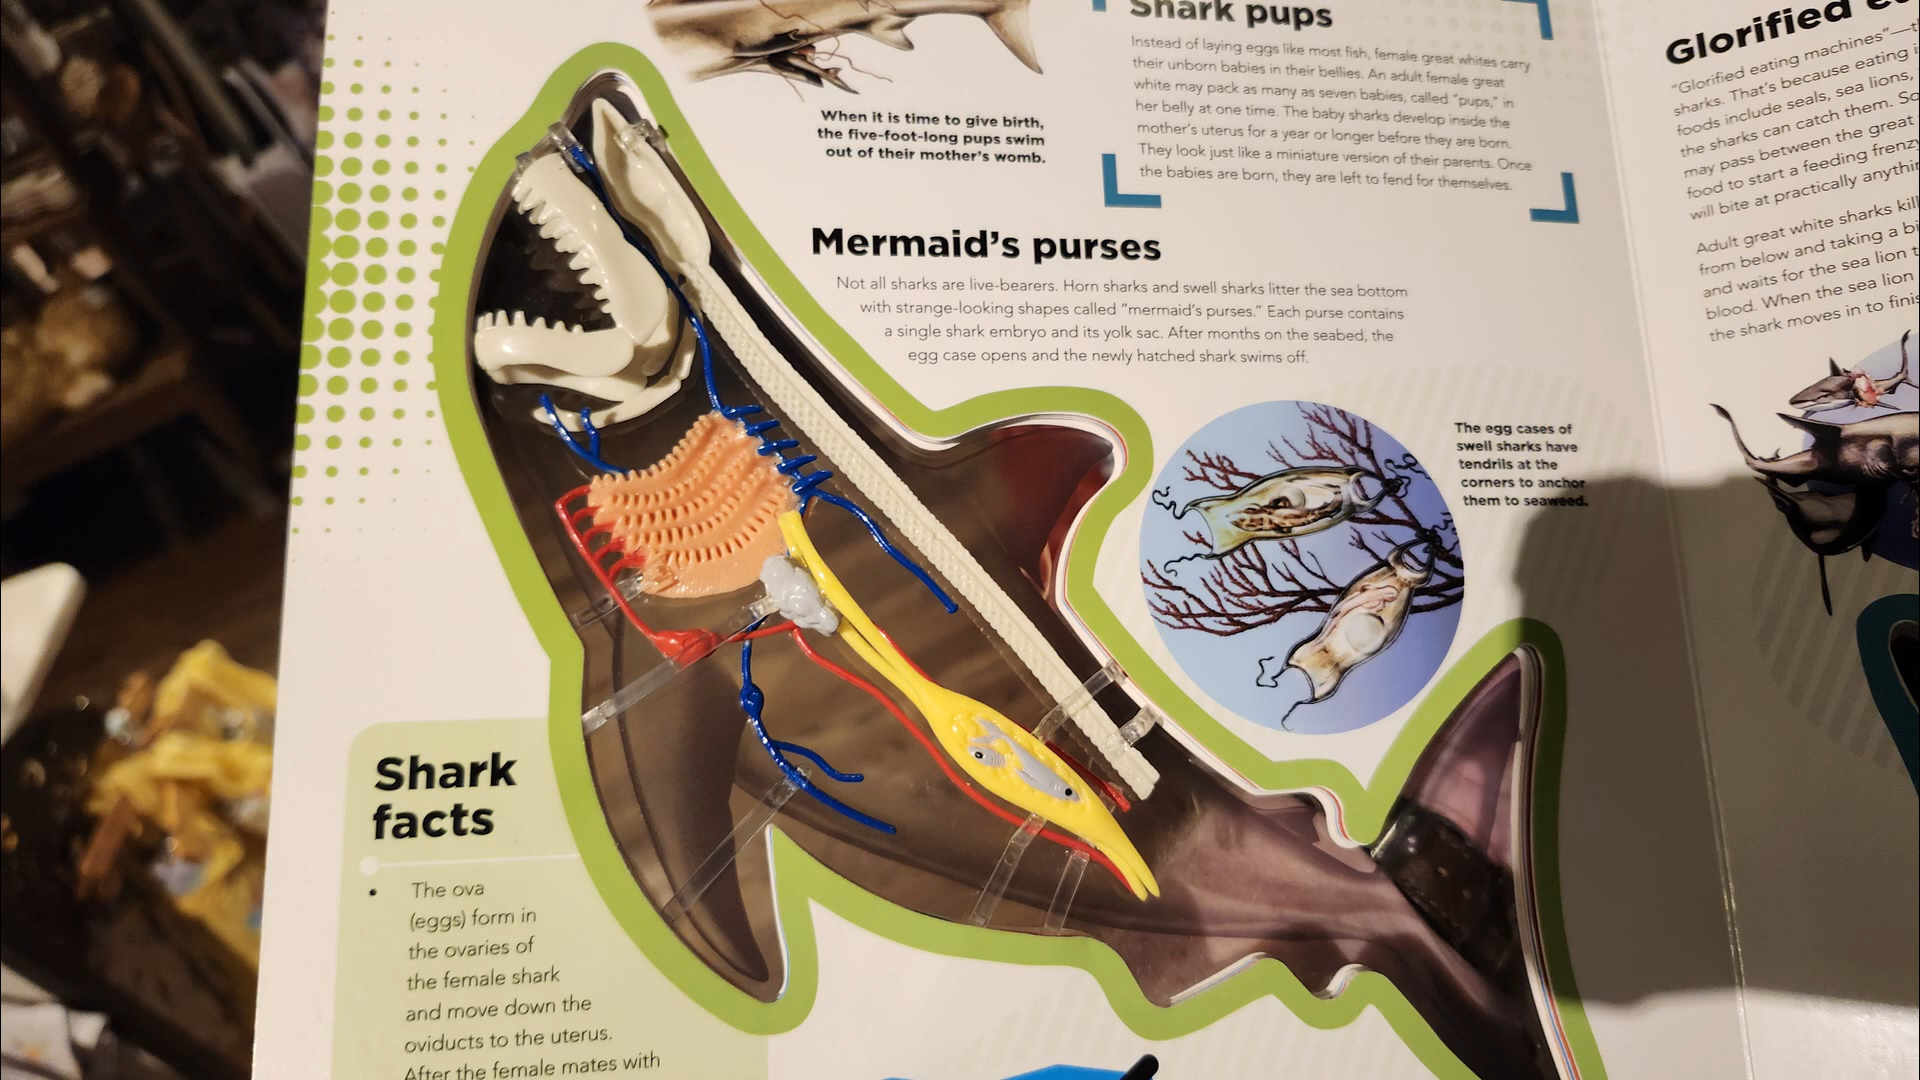 When it is time to give birth,
the five-foot-long pups swim
out of their mother's womb.
Shark pups
Instead of laying eggs like most fish, female great whites carry
their unborn babies in their bellies. An adult female great
white may pack as many as seven babies, called "pups," in
her belly at one time. The baby sharks develop inside the
mother's uterus for a year or longer before they are born.
They look just like a miniature version of their parents. Once
the babies are born, they are left to fend for themselves.
Mermaid's purses
Not all sharks are live-bearers. Horn sharks and swell sharks litter the sea bottom
with strange-looking shapes called "mermaid's purses." Each purse contains
a single shark embryo and its yolk sac. After months on the seabed, the
egg case opens and the newly hatched shark swims off.
The egg cases of
swell sharks have
tendrils at the
corners to anchor
them to seaweed.
Shark
facts
• The ova
(eggs) form in
the ovaries of
the female shark
and move down the
oviducts to the uterus.
After the female mates with
Glorified
"Glorified eating machines"—
sharks. That's because eating
foods include seals, sea lions,
the sharks can catch them.
may pass between the great
food to start a feeding frenzy
will bite at practically
Adult great white sharks
from below and taking a
and waits for the sea lion
blood. When the sea lion
the shark moves in to